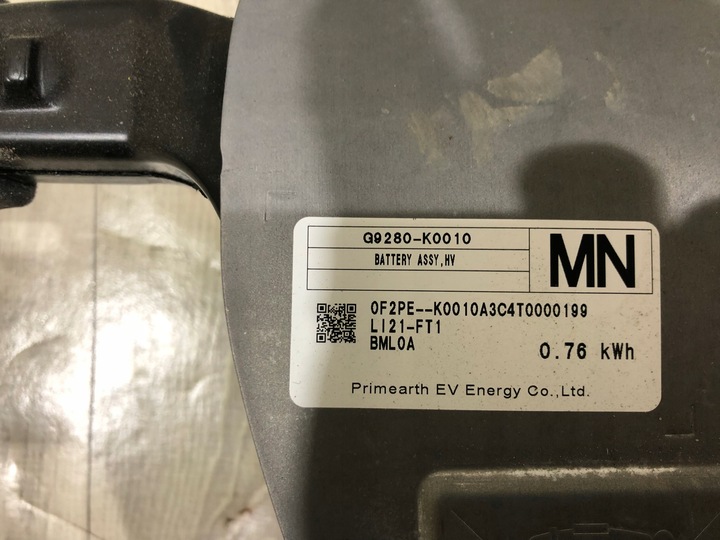 G9280-K0010
BATTERY ASSY,HV
MN
0F2PE--K0010A3C4T0000199
LI21-FT1
BML0A
0.76 kWh
Primearth EV Energy Co.,Ltd.